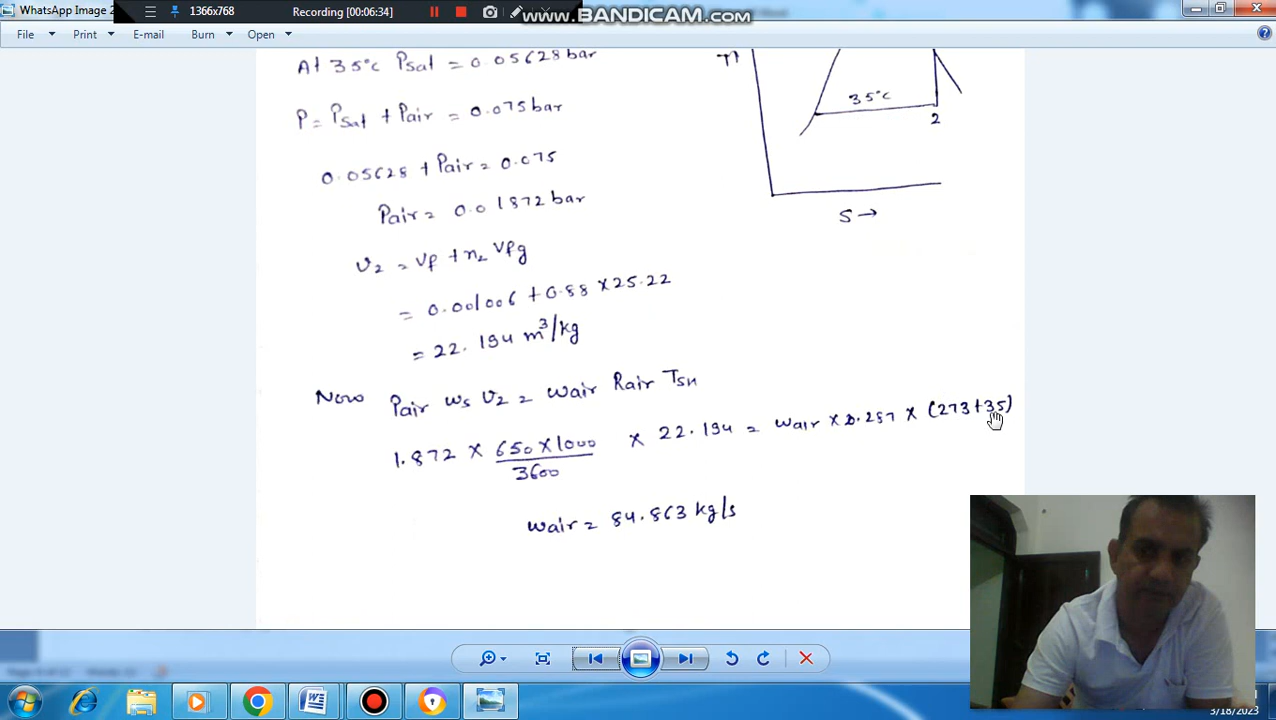 WhatsApp Image 2
1366x768
Recording [00:06:34]
www.BANDICAM.com
File Print E-mail Burn Open
At 35°c Psat = 0.05628 bar
P = Psat + Pair = 0.075 bar
0.05628 + Pair = 0.075
Pair = 0.01872 bar
v2 = vf + x2 vfg
= 0.001006 + 0.88 × 25.22
= 22.194 m³/kg
Now Pair ws v2 = wair Rair Tsat
1.872 × 650 × 1000 / 3600 × 22.194 = wair × 0.287 × (273+35)
wair = 84.863 kg/s
35°c
2
S →
3/18/2023